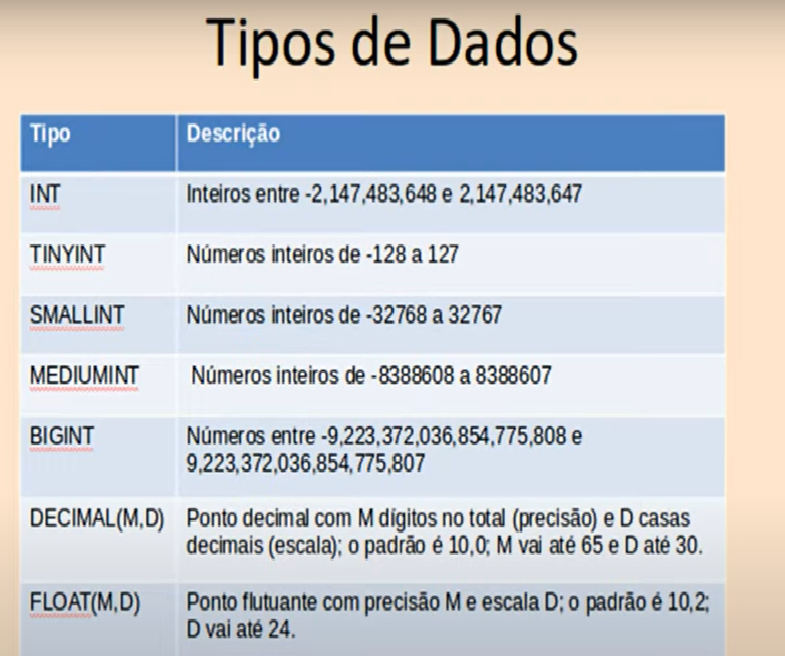 Tipos de Dados
Tipo Descrição
INT Inteiros entre -2,147,483,648 e 2,147,483,647
TINYINT Números inteiros de -128 a 127
SMALLINT Números inteiros de -32768 a 32767
MEDIUMINT Números inteiros de -8388608 a 8388607
BIGINT Números entre -9,223,372,036,854,775,808 e
9,223,372,036,854,775,807
DECIMAL(M,D) Ponto decimal com M dígitos no total (precisão) e D casas
decimais (escala); o padrão é 10,0; M vai até 65 e D até 30.
FLOAT(M,D) Ponto flutuante com precisão M e escala D; o padrão é 10,2;
D vai até 24.